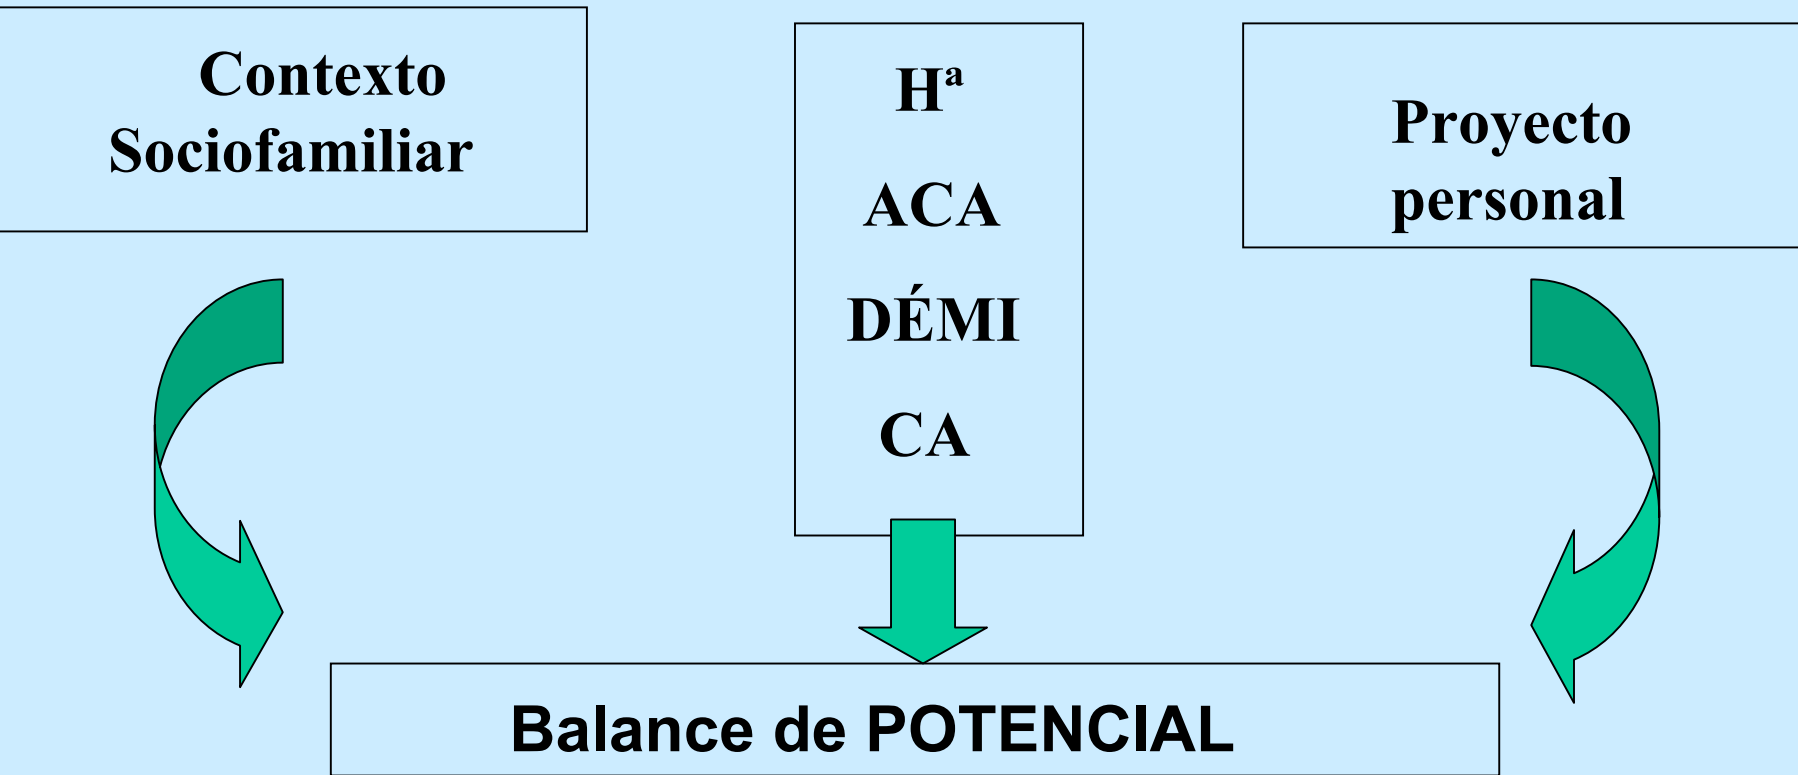 Contexto
Sociofamiliar
Hª
ACA
DÉMI
CA
Proyecto
personal
Balance de POTENCIAL